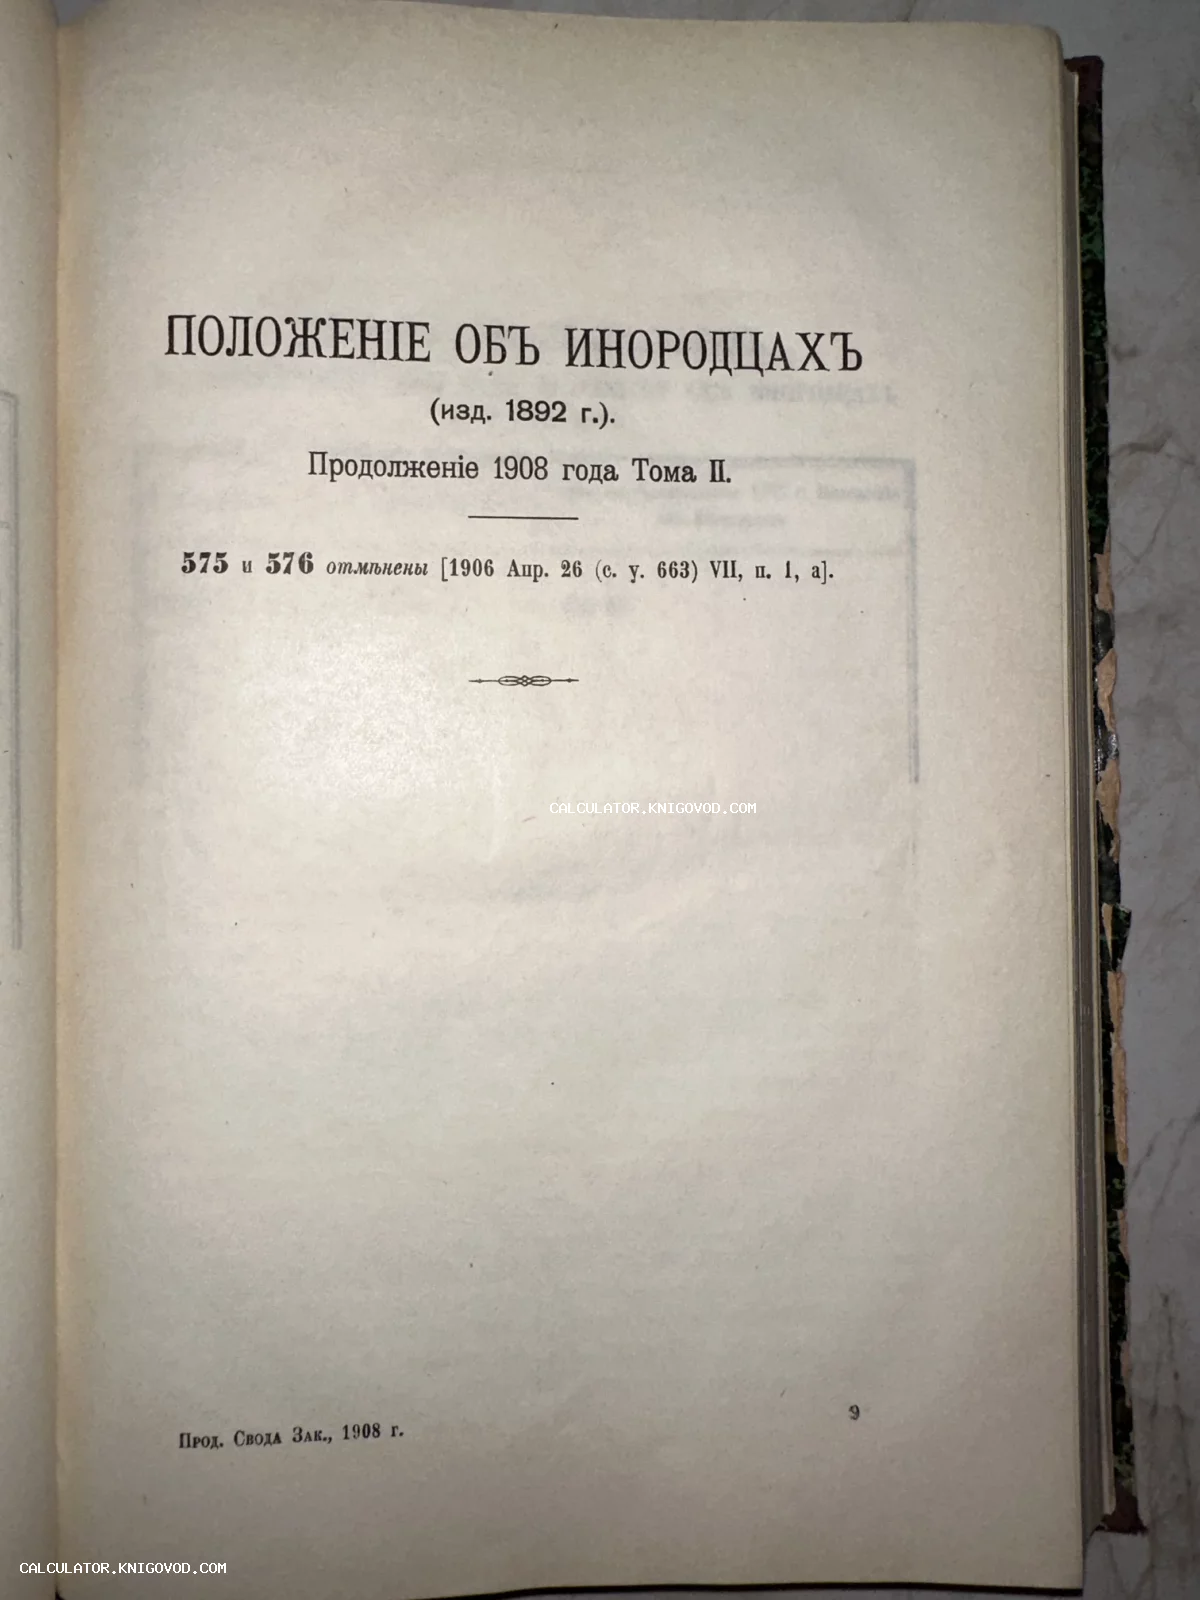 ПОЛОЖЕНІЕ ОБЪ ИНОРОДЦАХЪ
(изд. 1892 г.).
Продолженіе 1908 года Тома II.
575 и 576 отмѣнены [1906 Апр. 26 (с. у. 663) VII, п. 1, а].
CALCULATOR.KNIGOVOD.COM
Прод. Свода Зак., 1908 г.
9
CALCULATOR.KNIGOVOD.COM